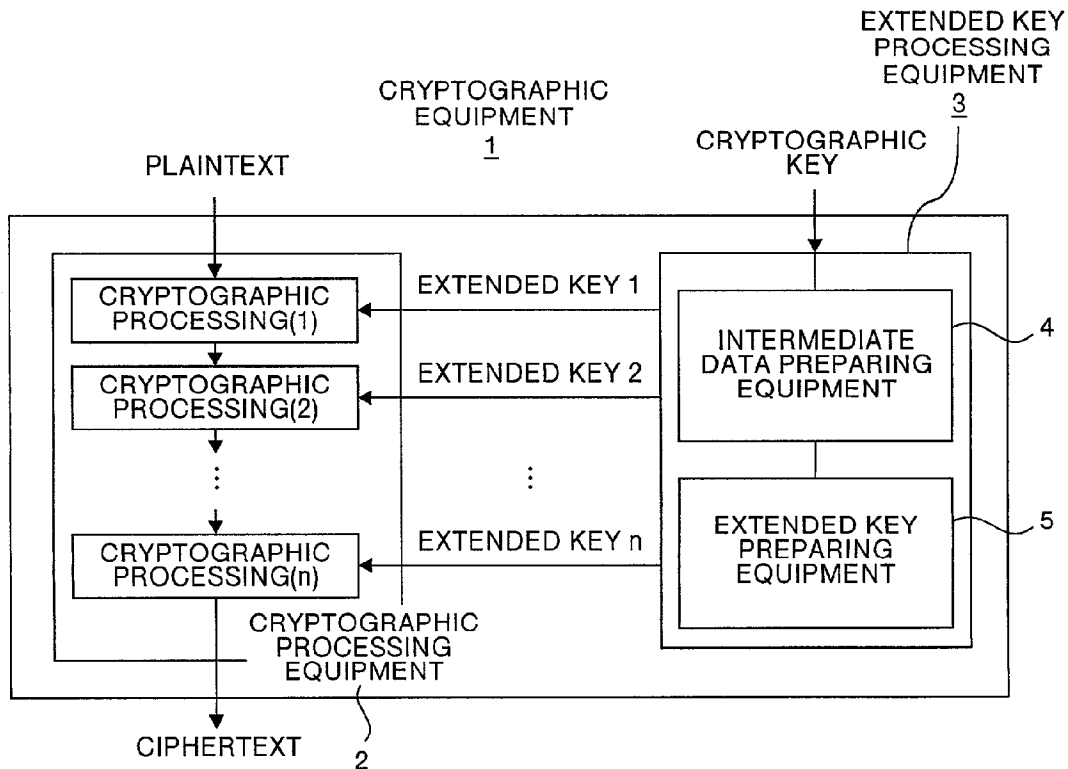 EXTENDED KEY
PROCESSING
EQUIPMENT
3
CRYPTOGRAPHIC
EQUIPMENT
1
PLAINTEXT
CRYPTOGRAPHIC
KEY
CRYPTOGRAPHIC
PROCESSING(1)
EXTENDED KEY 1
INTERMEDIATE
DATA PREPARING
EQUIPMENT
4
CRYPTOGRAPHIC
PROCESSING(2)
EXTENDED KEY 2
CRYPTOGRAPHIC
PROCESSING(n)
EXTENDED KEY n
EXTENDED KEY
PREPARING
EQUIPMENT
5
CRYPTOGRAPHIC
PROCESSING
EQUIPMENT
2
CIPHERTEXT